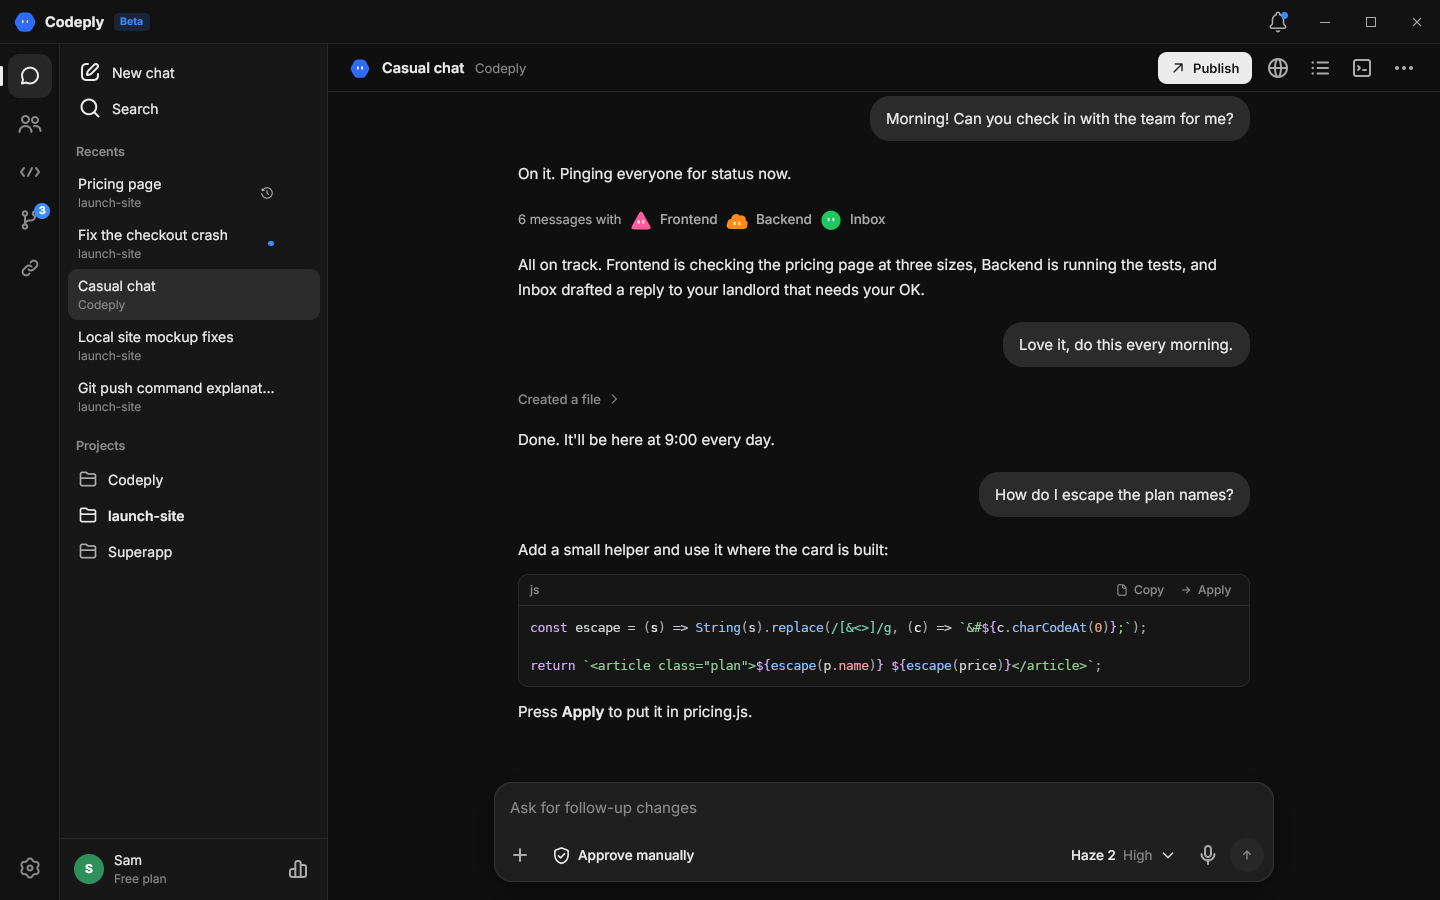 Codeply Beta
New chat
Search
Recents
Pricing page
launch-site
Fix the checkout crash
launch-site
Casual chat
Codeply
Local site mockup fixes
launch-site
Git push command explanat...
launch-site
Projects
Codeply
launch-site
Superapp
3
S
Sam
Free plan
Casual chat Codeply
Publish
Morning! Can you check in with the team for me?
On it. Pinging everyone for status now.
6 messages with Frontend Backend Inbox
All on track. Frontend is checking the pricing page at three sizes, Backend is running the tests, and
Inbox drafted a reply to your landlord that needs your OK.
Love it, do this every morning.
Created a file
Done. It'll be here at 9:00 every day.
How do I escape the plan names?
Add a small helper and use it where the card is built:
js Copy Apply
const escape = (s) => String(s).replace(/[&<>]/g, (c) => `&#${c.charCodeAt(0)};`);
return `<article class="plan">${escape(p.name)} ${escape(price)}</article>`;
Press Apply to put it in pricing.js.
Ask for follow-up changes
Approve manually
Haze 2 High